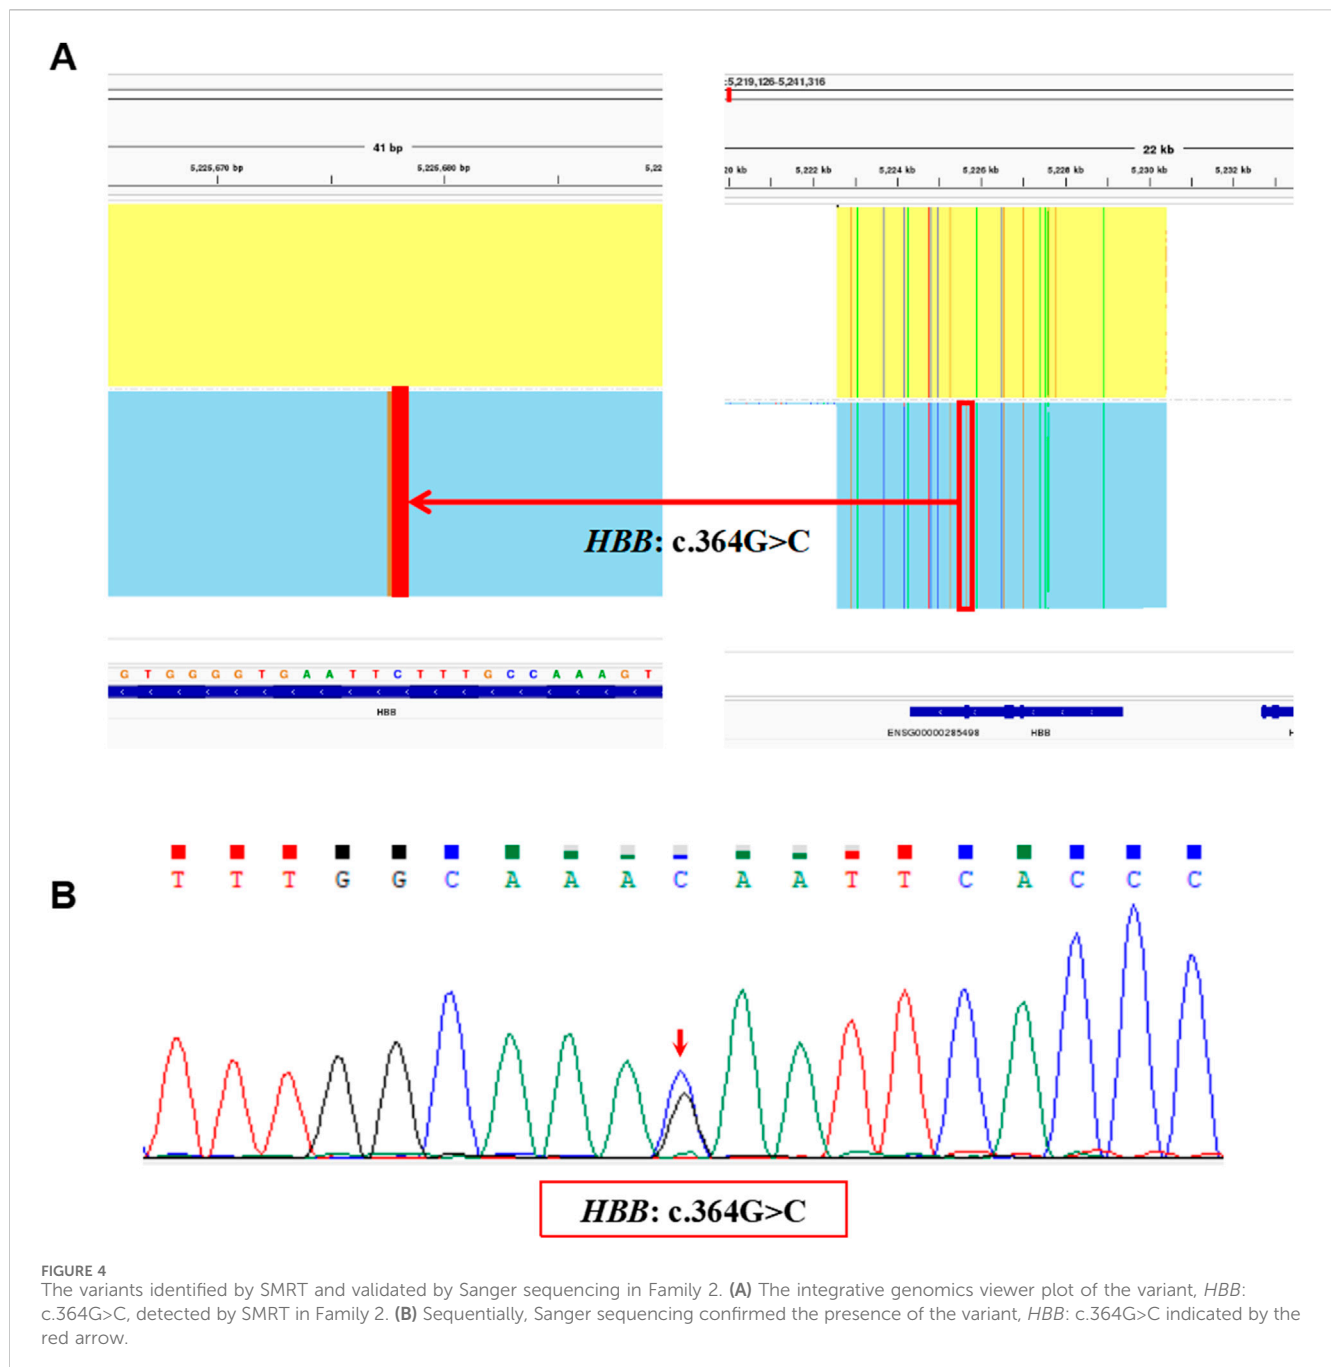 A
41 bp
5,225,670 bp
5,225,680 bp
5,22
:5,219,126-5,241,316
22 kb
20 kb
5,222 kb
5,224 kb
5,226 kb
5,228 kb
5,230 kb
5,232 kb
HBB: c.364G>C
G T G G G G T G A A T T C T T T G C C A A A G T
HBB
ENSG00000285498
HBB
H
T T T G G C A A A C A A T T C A C C C
B
HBB: c.364G>C
FIGURE 4
The variants identified by SMRT and validated by Sanger sequencing in Family 2. (A) The integrative genomics viewer plot of the variant, HBB:
c.364G>C, detected by SMRT in Family 2. (B) Sequentially, Sanger sequencing confirmed the presence of the variant, HBB: c.364G>C indicated by the
red arrow.